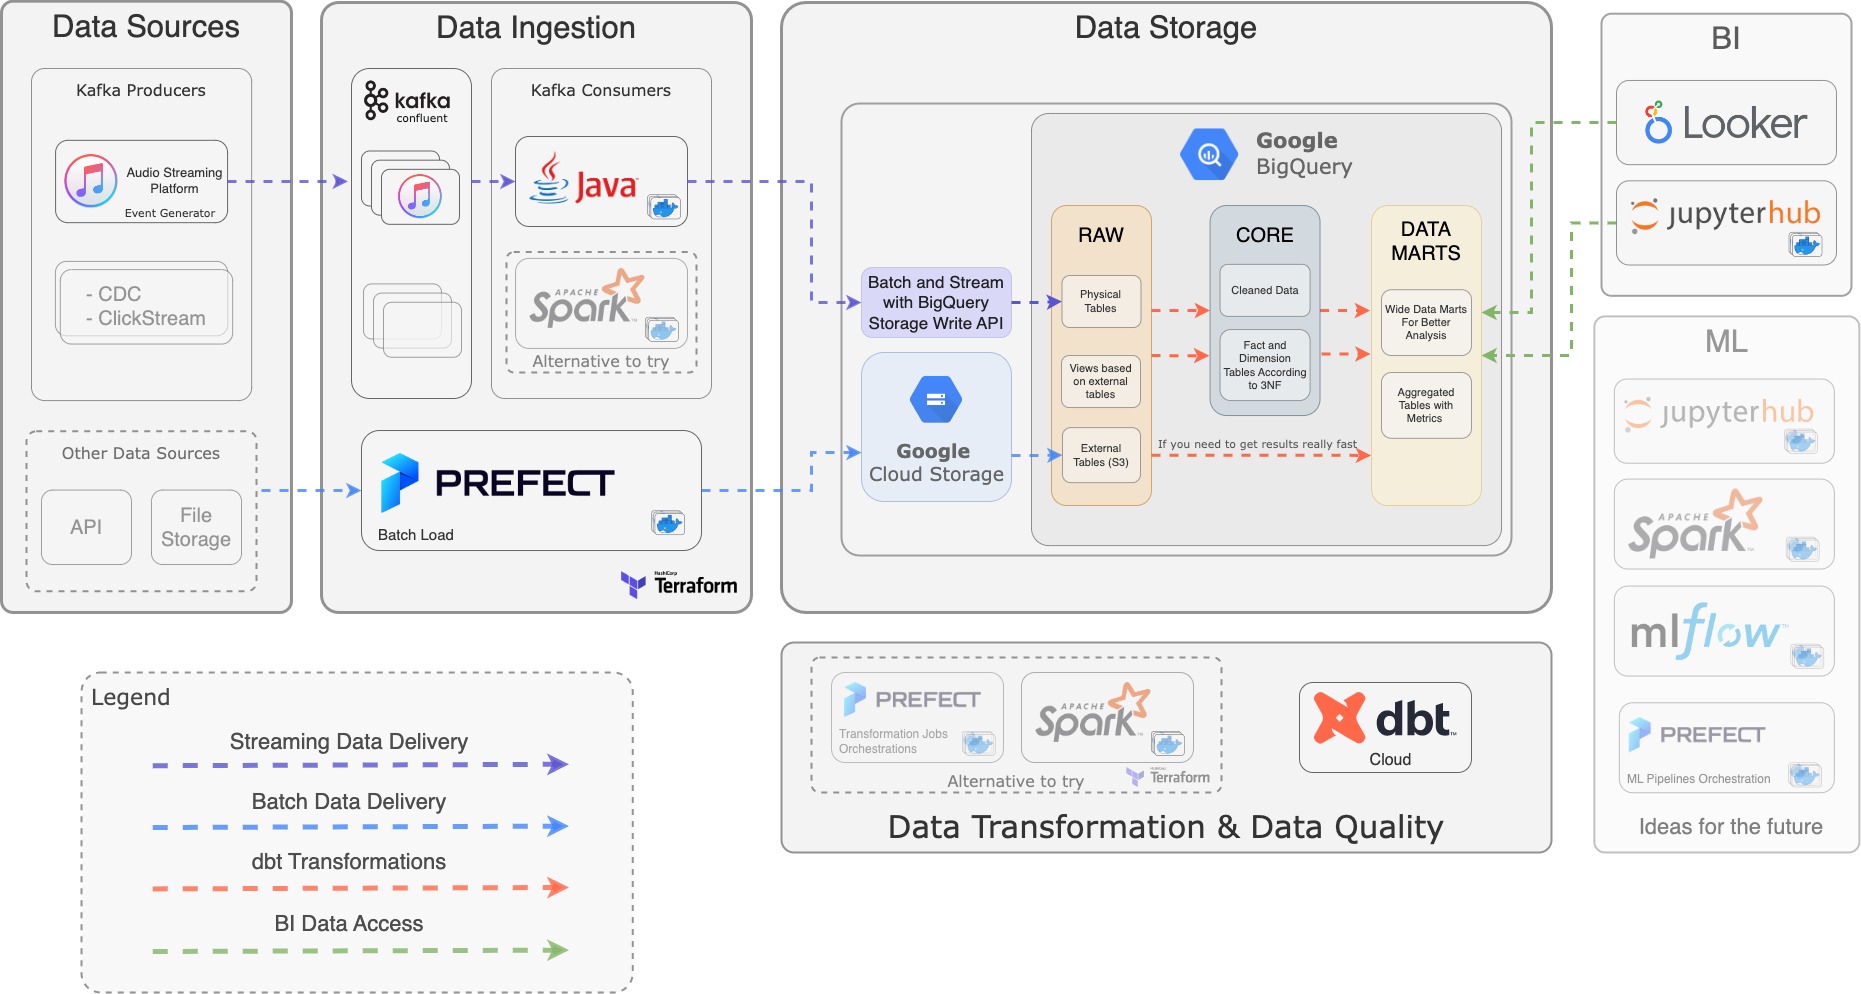 Data Sources
Kafka Producers
Audio Streaming
Platform
Event Generator
- CDC
- ClickStream
Other Data Sources
API
File
Storage
Data Ingestion
kafka
confluent
Kafka Consumers
Java
APACHE
Spark
Alternative to try
PREFECT
Batch Load
HashiCorp
Terraform
Data Storage
Batch and Stream
with BigQuery
Storage Write API
Google
Cloud Storage
Google
BigQuery
RAW
Physical
Tables
Views based
on external
tables
External
Tables (S3)
CORE
Cleaned Data
Fact and
Dimension
Tables According
to 3NF
If you need to get results really fast
DATA
MARTS
Wide Data Marts
For Better
Analysis
Aggregated
Tables with
Metrics
BI
Looker
jupyterhub
ML
jupyterhub
APACHE
Spark
mlflow
PREFECT
ML Pipelines Orchestration
Ideas for the future
Legend
Streaming Data Delivery
Batch Data Delivery
dbt Transformations
BI Data Access
PREFECT
Transformation Jobs
Orchestrations
APACHE
Spark
Alternative to try
Terraform
dbt
Cloud
Data Transformation & Data Quality